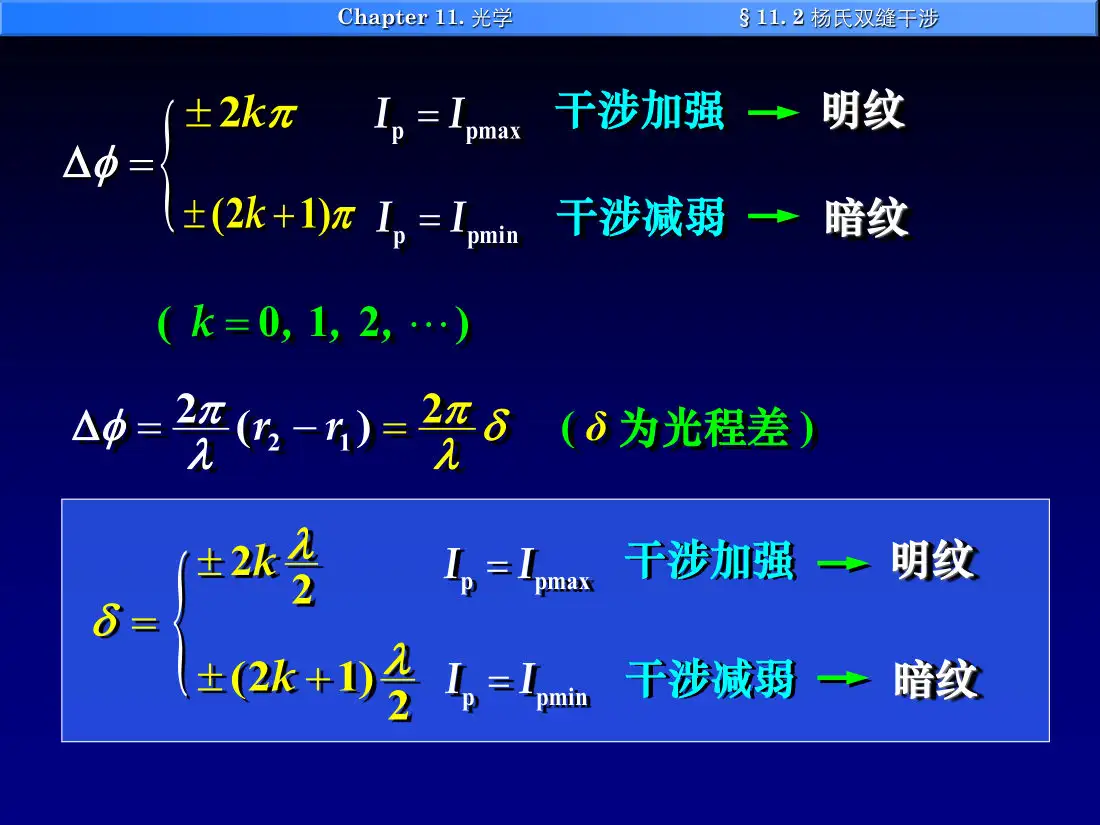 Chapter 11. 光学 §11. 2 杨氏双缝干涉
Δϕ = { ±2kπ Iₚ = Iₚₘₐₓ 干涉加强 → 明纹
±(2k+1)π I_p = I_pmin 干涉减弱 → 暗纹
( k = 0, 1, 2, ⋯ )
Δϕ = 2π/λ (r₂ − r₁) = 2π/λ δ ( δ 为光程差 )
δ = { ±2k λ/2 I_p = I_pmax 干涉加强 → 明纹
±(2k+1) λ/2 I_p = I_pmin 干涉减弱 → 暗纹